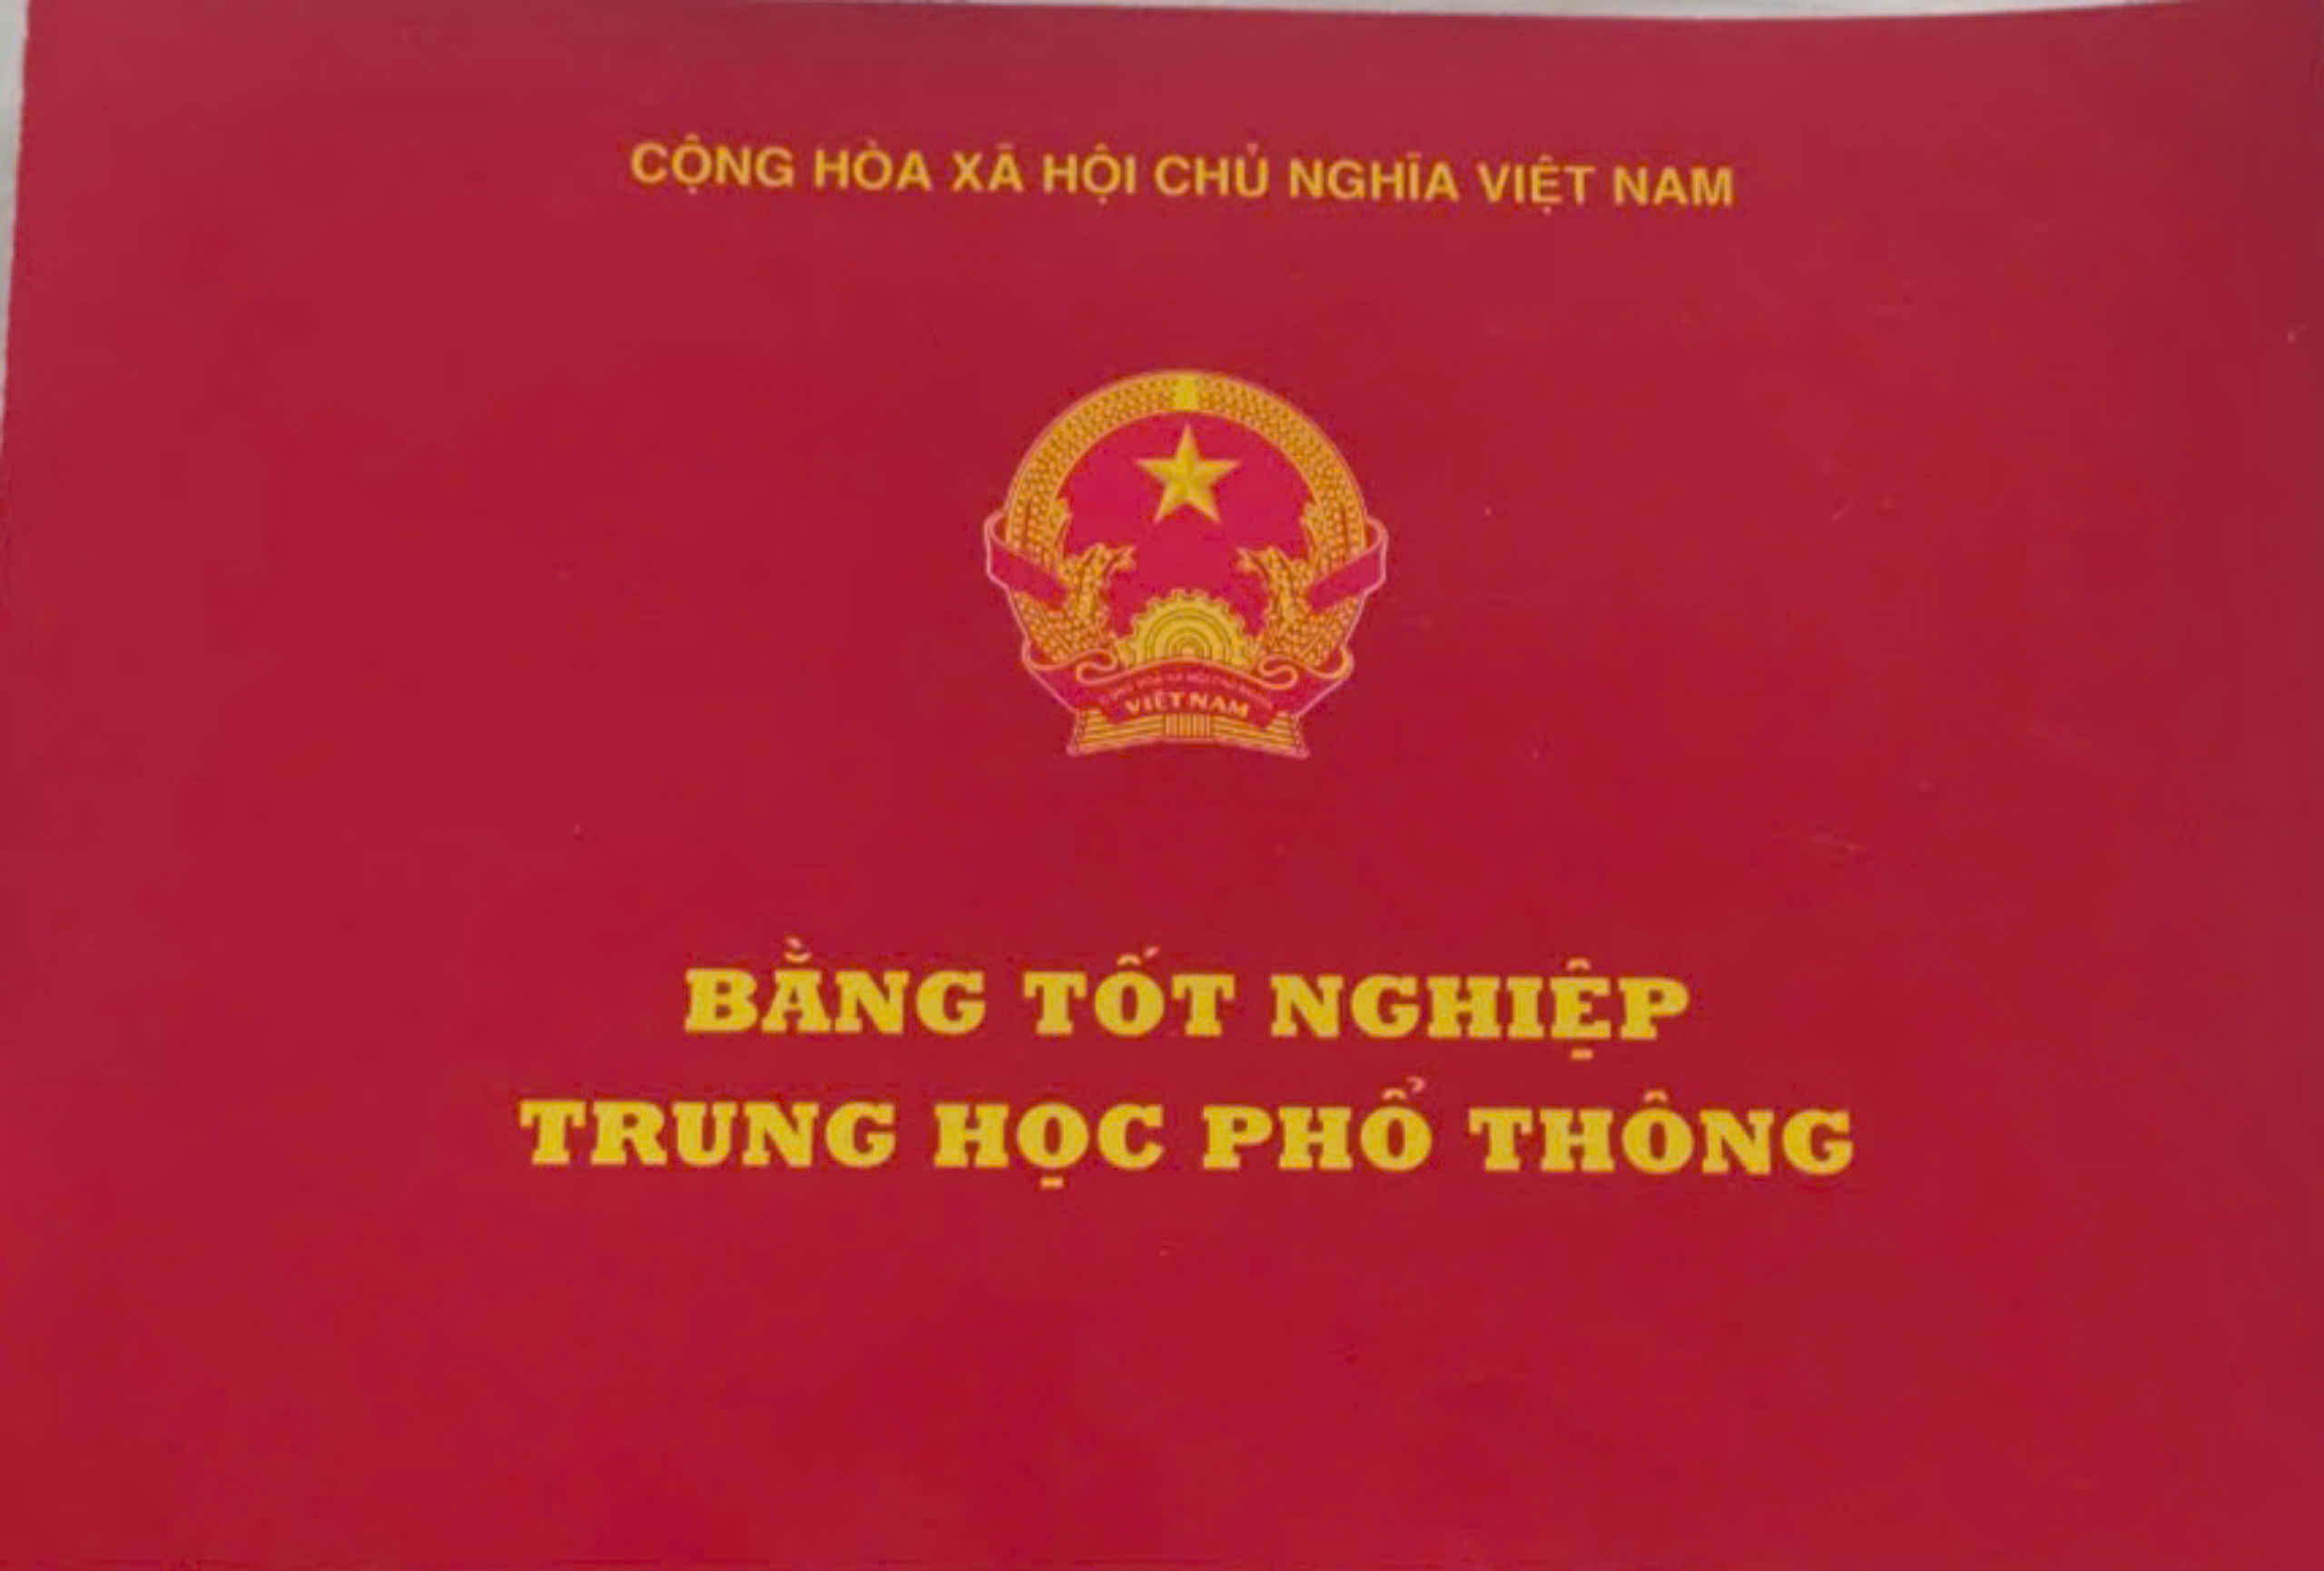 CỘNG HÒA XÃ HỘI CHỦ NGHĨA VIỆT NAM
VIỆT NAM
BẰNG TỐT NGHIỆP
TRUNG HỌC PHỔ THÔNG